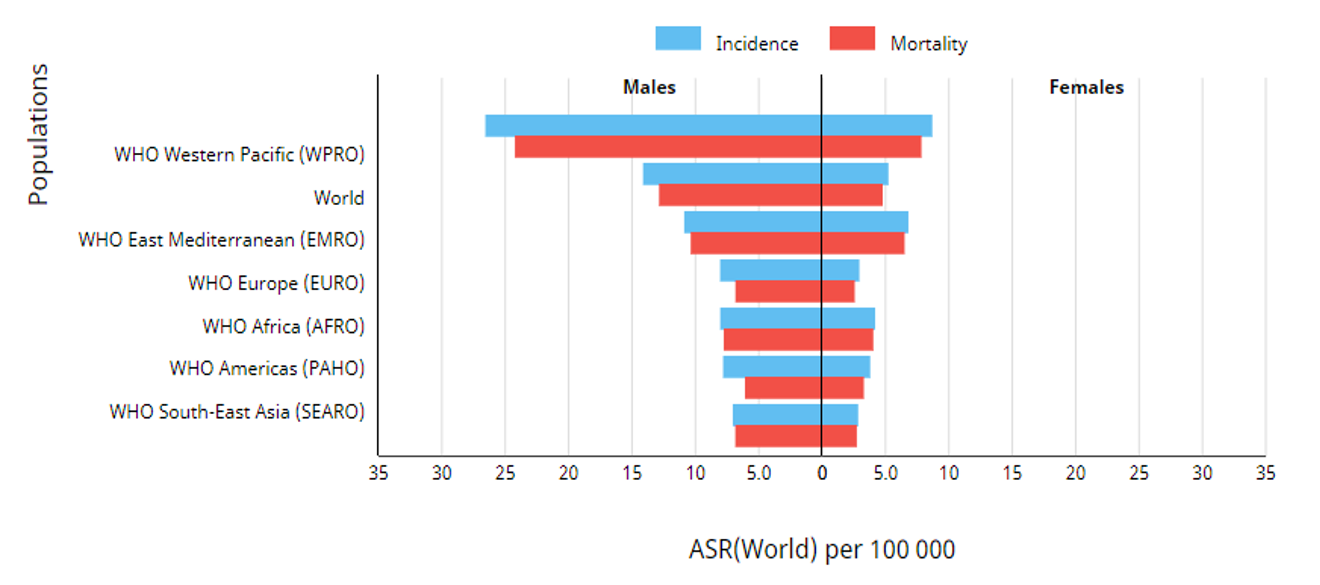 Incidence Mortality
Populations
Males Females
WHO Western Pacific (WPRO)
World
WHO East Mediterranean (EMRO)
WHO Europe (EURO)
WHO Africa (AFRO)
WHO Americas (PAHO)
WHO South-East Asia (SEARO)
35 30 25 20 15 10 5.0 0 5.0 10 15 20 25 30 35
ASR(World) per 100 000